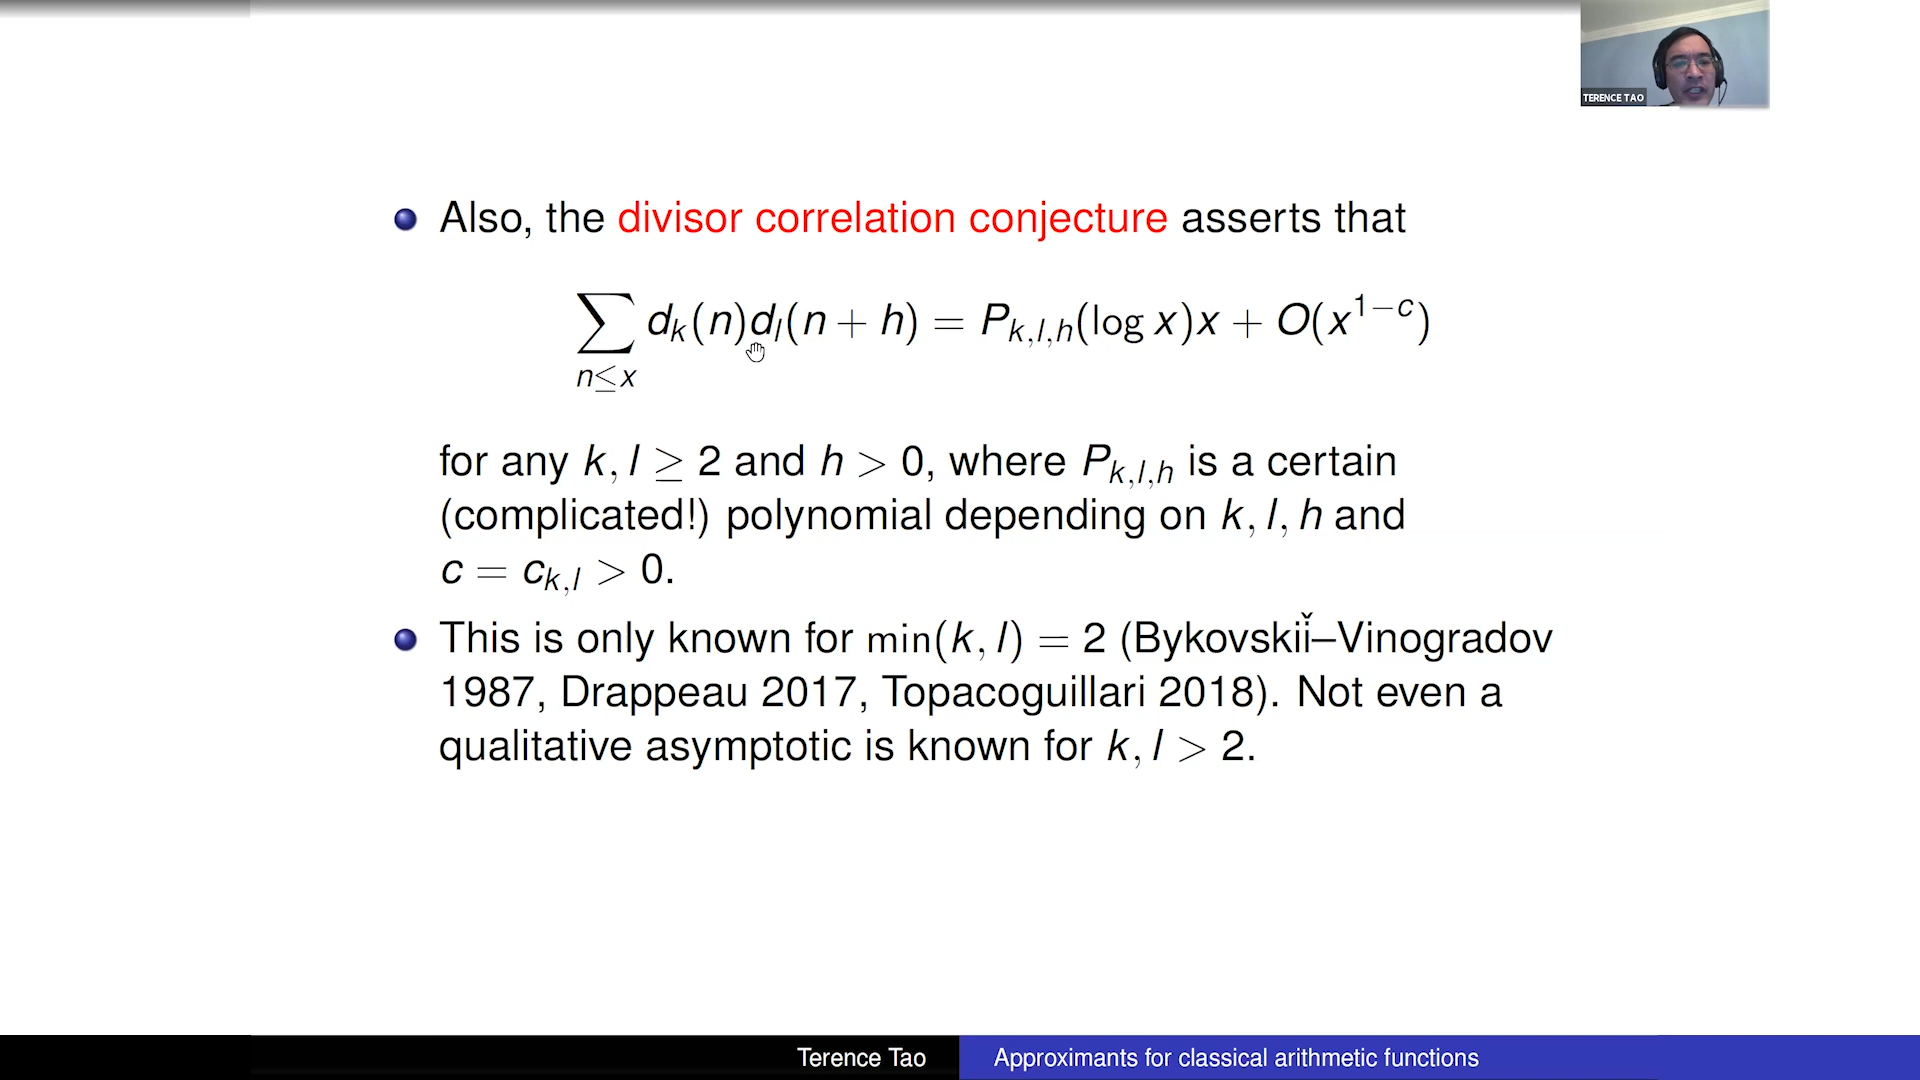 TERENCE TAO
Also, the divisor correlation conjecture asserts that
∑_{n≤x} d_k(n)d_l(n + h) = P_{k,l,h}(log x)x + O(x^{1−c})
for any k, l ≥ 2 and h > 0, where P_{k,l,h} is a certain
(complicated!) polynomial depending on k, l, h and
c = c_{k,l} > 0.
This is only known for min(k, l) = 2 (Bykovskiǐ–Vinogradov
1987, Drappeau 2017, Topacoguillari 2018). Not even a
qualitative asymptotic is known for k, l > 2.
Terence Tao
Approximants for classical arithmetic functions